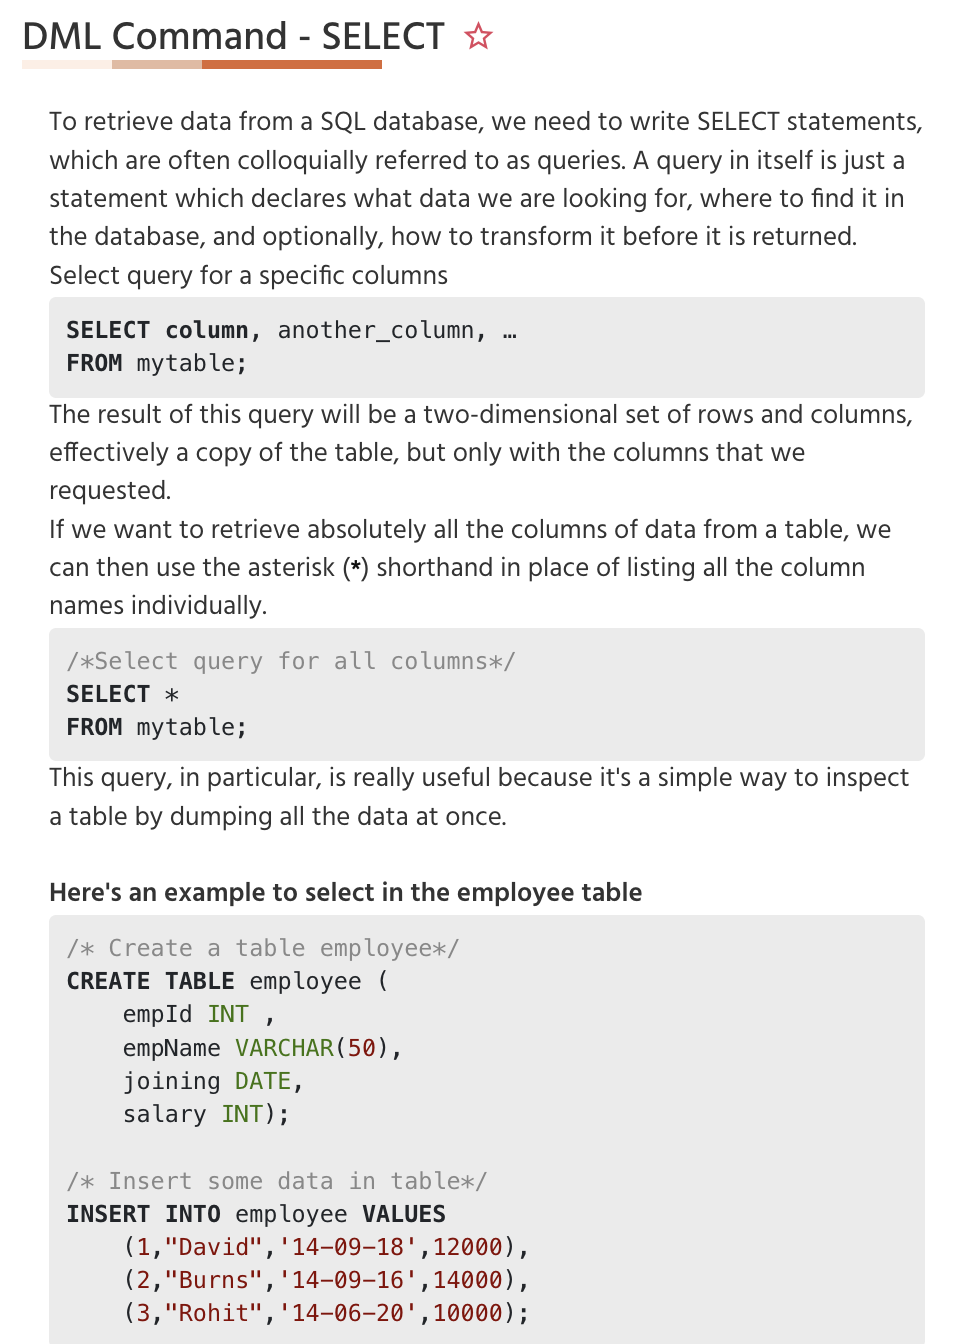 DML Command - SELECT
To retrieve data from a SQL database, we need to write SELECT statements,
which are often colloquially referred to as queries. A query in itself is just a
statement which declares what data we are looking for, where to find it in
the database, and optionally, how to transform it before it is returned.
Select query for a specific columns
SELECT column, another_column, …
FROM mytable;
The result of this query will be a two-dimensional set of rows and columns,
effectively a copy of the table, but only with the columns that we
requested.
If we want to retrieve absolutely all the columns of data from a table, we
can then use the asterisk (*) shorthand in place of listing all the column
names individually.
/*Select query for all columns*/
SELECT *
FROM mytable;
This query, in particular, is really useful because it's a simple way to inspect
a table by dumping all the data at once.
Here's an example to select in the employee table
/* Create a table employee*/
CREATE TABLE employee (
    empId INT ,
    empName VARCHAR(50),
    joining DATE,
    salary INT);
/* Insert some data in table*/
INSERT INTO employee VALUES
    (1,"David",'14-09-18',12000),
    (2,"Burns",'14-09-16',14000),
    (3,"Rohit",'14-06-20',10000);